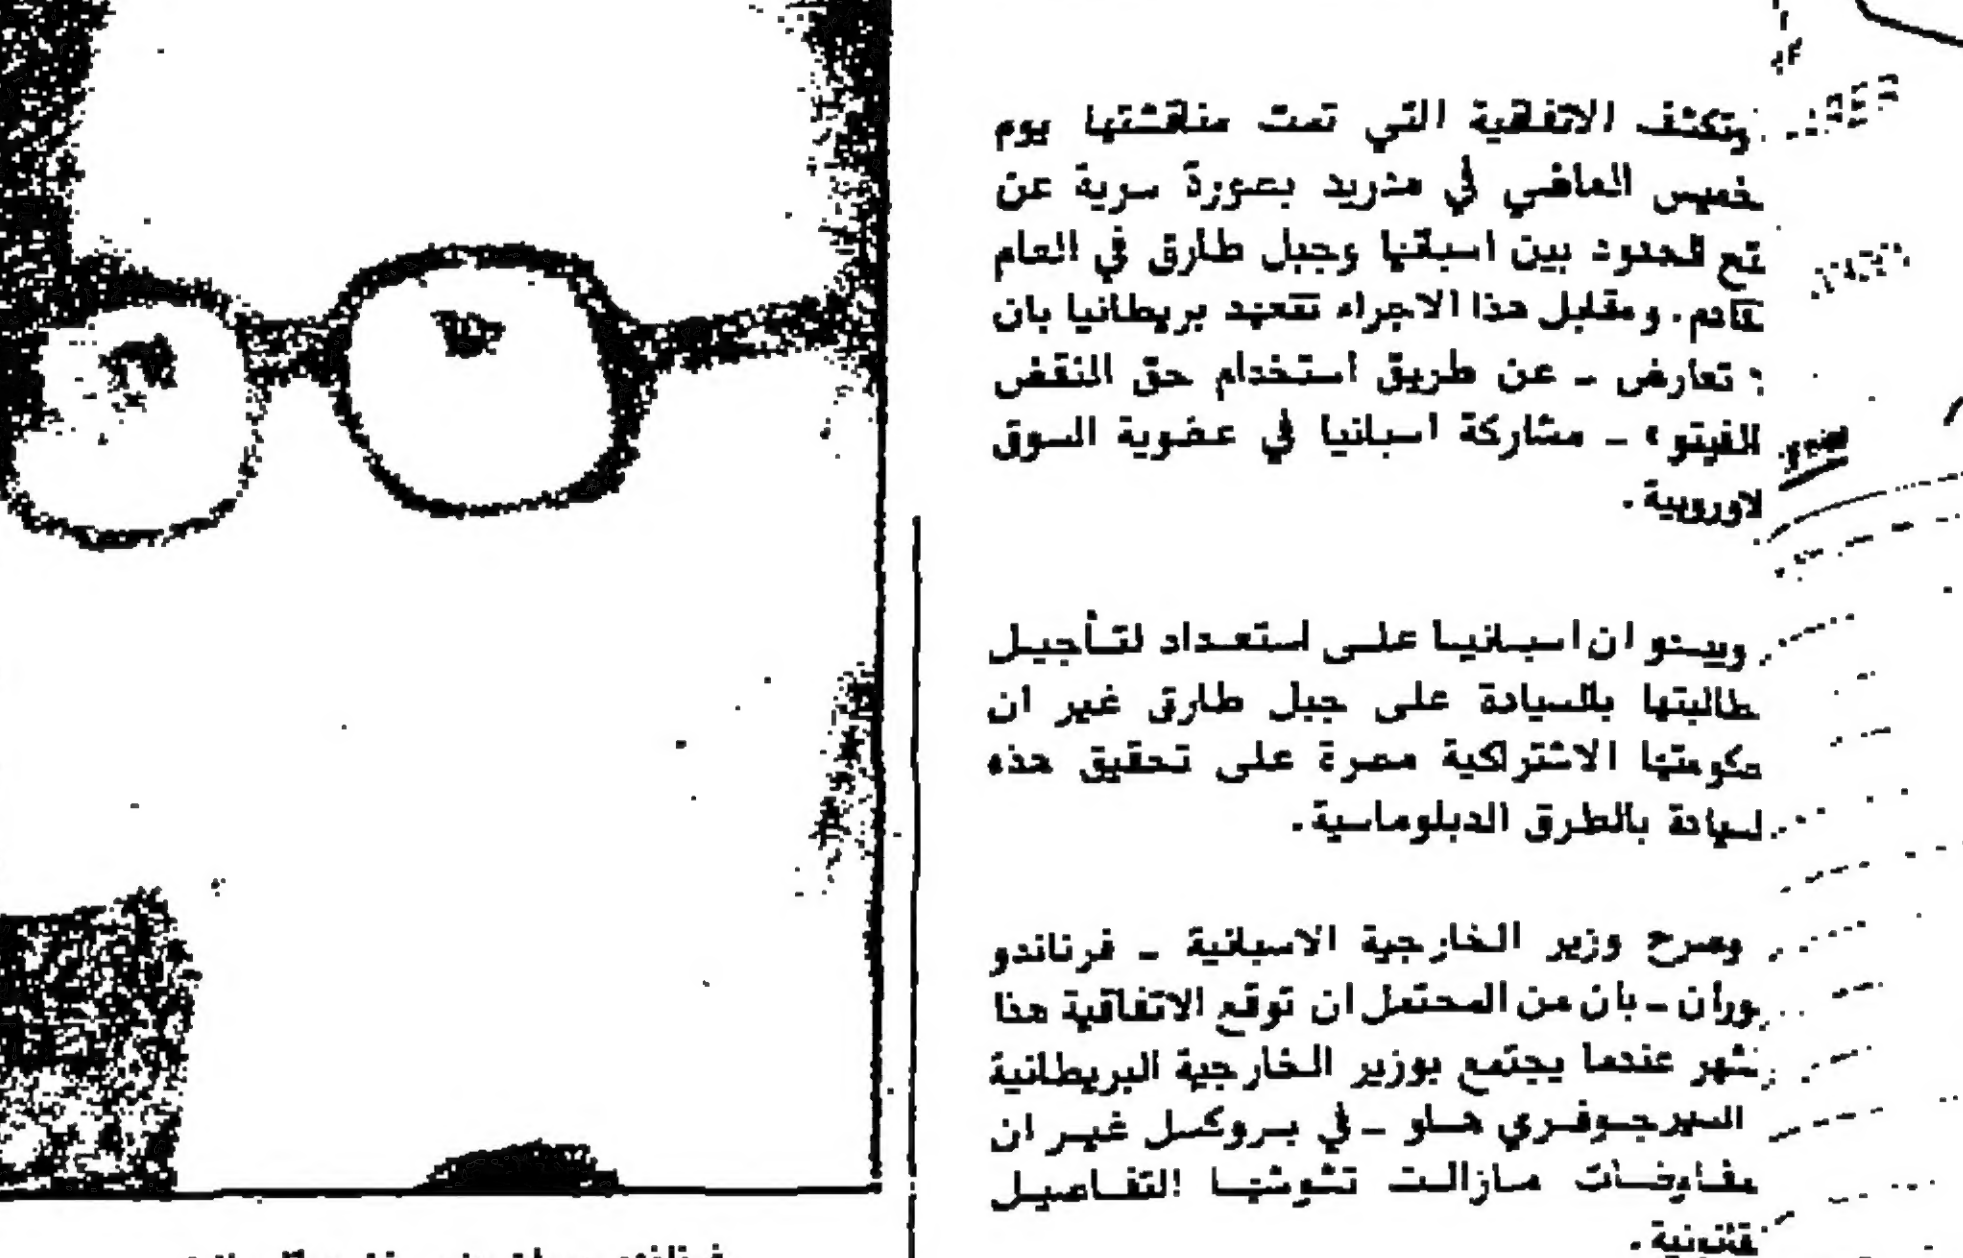 وتكشف الاتفاقية التي تمت مناقشتها يوم
خميس الماضي في مدريد بصورة سرية عن
تح الحدود بين اسبانيا وجبل طارق في العام
قادم. ومقابل هذا الاجراء تتعهد بريطانيا بان
تعارض - عن طريق استخدام حق النقض
الفيتو» - مشاركة اسبانيا في عضوية السوق
لاوروبية.
ويبدو ان اسبانيا على استعداد لتأجيل
طالبتها بالسيادة على جبل طارق غير ان
حكومتها الاشتراكية مصرة على تحقيق هذه
لسيادة بالطرق الدبلوماسية.
وصرح وزير الخارجية الاسبانية - فرناندو
وران - بان من المحتمل ان توقع الاتفاقية هذا
شهر عندما يجتمع بوزير الخارجية البريطانية
السير جوفري هاو - في بروكسل غير ان
مفاوضات مازالت تشوشها التفاصيل